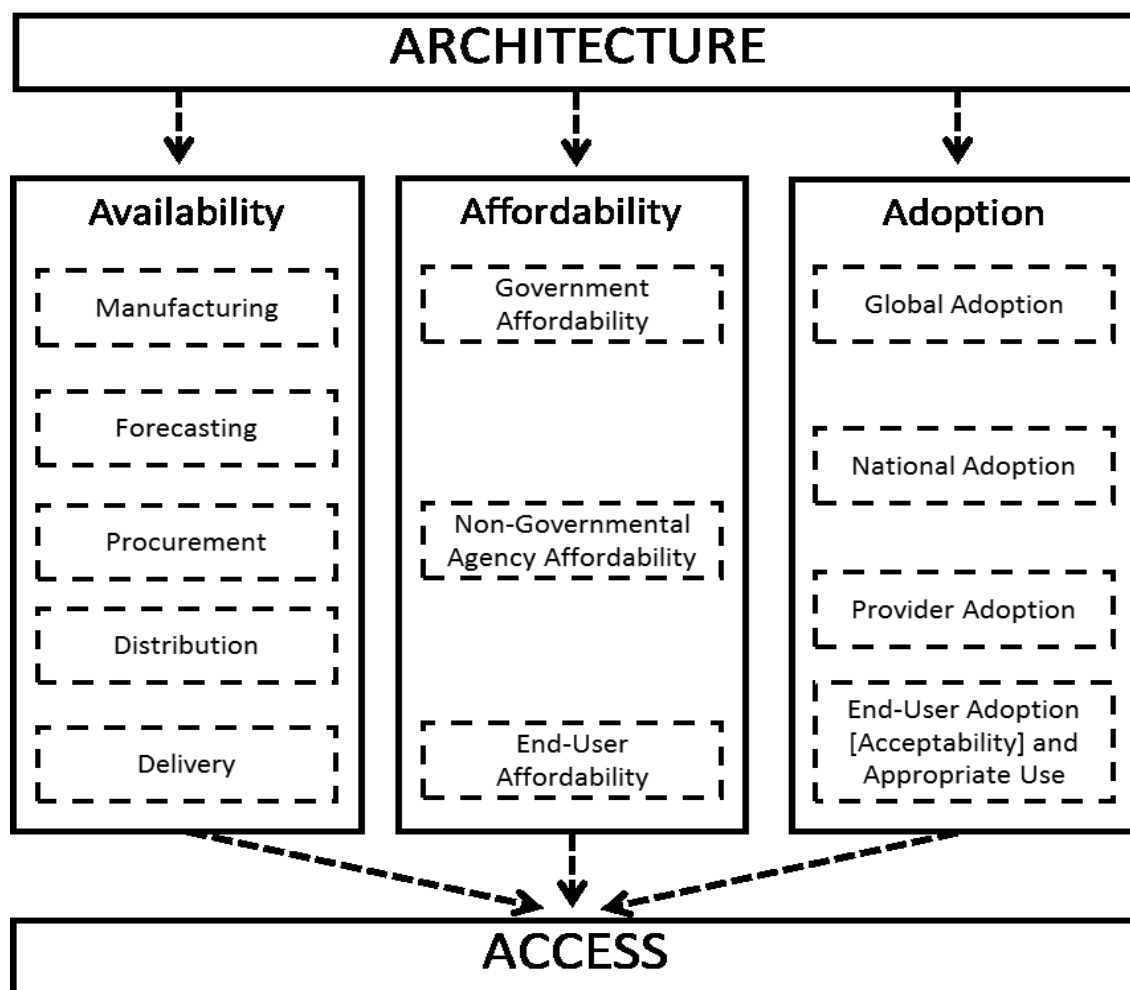 ARCHITECTURE
Availability
Manufacturing
Forecasting
Procurement
Distribution
Delivery
Affordability
Government
Affordability
Non-Governmental
Agency Affordability
End-User
Affordability
Adoption
Global Adoption
National Adoption
Provider Adoption
End-User Adoption
[Acceptability] and
Appropriate Use
ACCESS